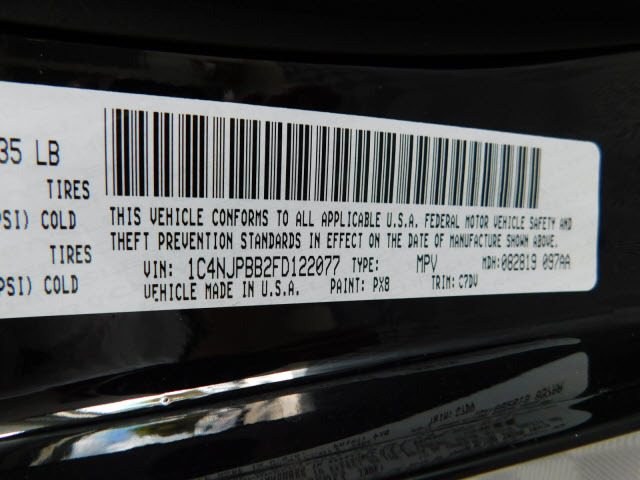 35 LB
TIRES
PSI) COLD
TIRES
PSI) COLD
THIS VEHICLE CONFORMS TO ALL APPLICABLE U.S.A. FEDERAL MOTOR VEHICLE SAFETY AND
THEFT PREVENTION STANDARDS IN EFFECT ON THE DATE OF MANUFACTURE SHOWN ABOVE.
VIN: 1C4NJPBB2FD122077 TYPE: MPV MDH: 082819 097AA
VEHICLE MADE IN U.S.A. PAINT: PX8 TRIM: C7DV